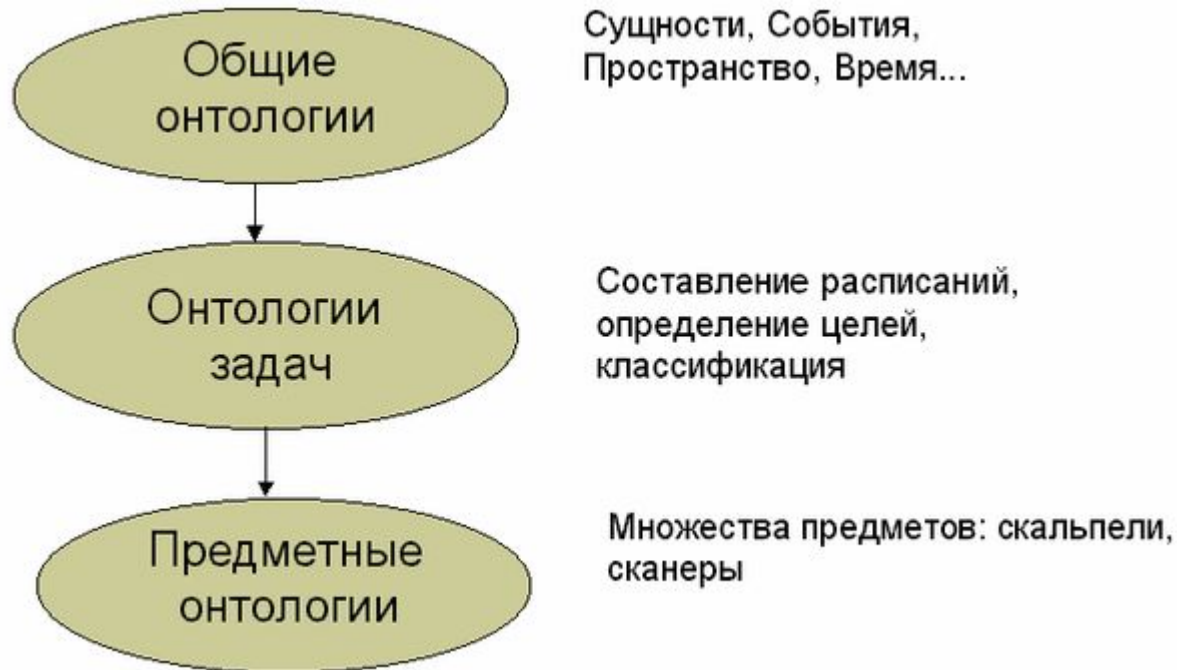 Общие
онтологии
Сущности, События,
Пространство, Время...
Онтологии
задач
Составление расписаний,
определение целей,
классификация
Предметные
онтологии
Множества предметов: скальпели,
сканеры